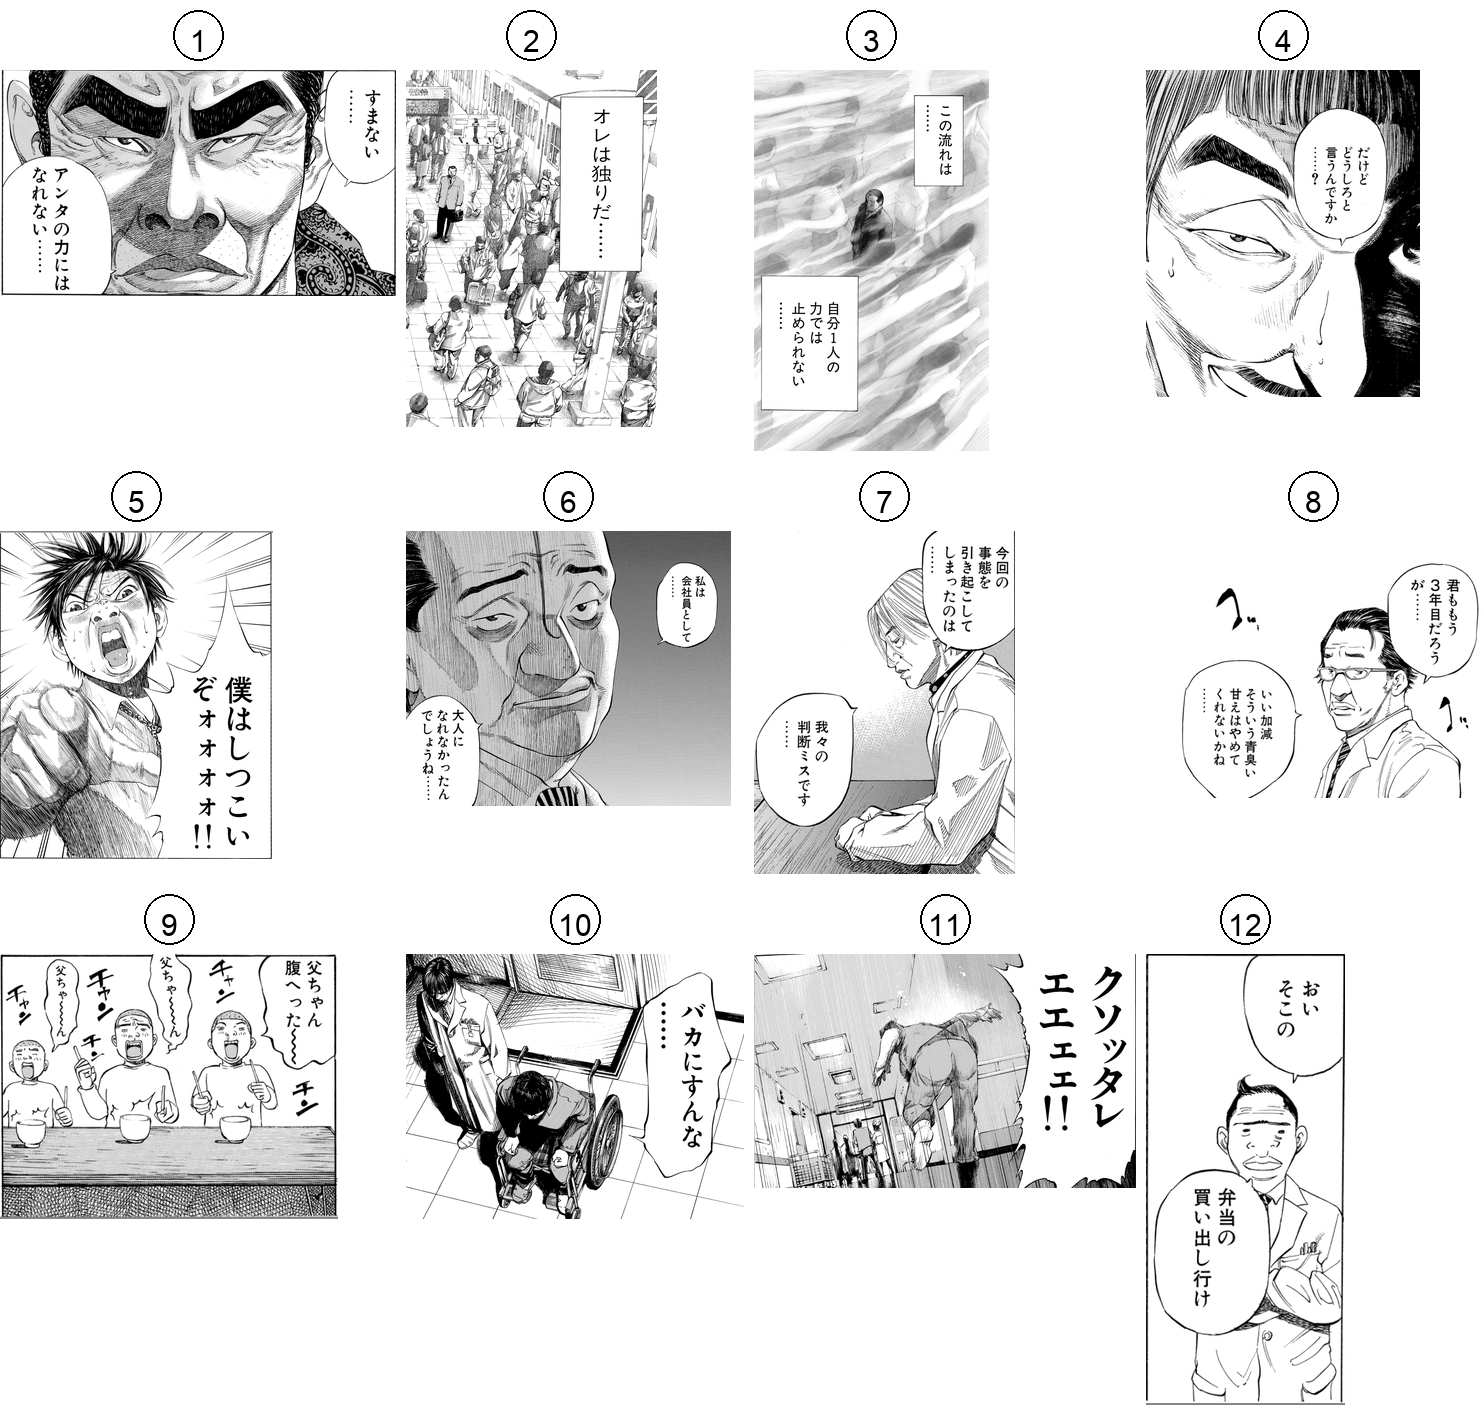 1
すまない
……
アンタの力には
なれない……
2
オレは独りだ……
3
この流れは
……
自分1人の
力では
止められない
……
4
だけど
どうしろと
言うんですか
……?
5
僕はしつこい
ぞォォォォ!!
6
私は
会社員として
……
大人に
なれなかったん
でしょうね……
7
今回の
事態を
引き起こして
しまったのは
……
我々の
判断ミスです
……
8
君ももう
3年目だろう
が……
いい加減
そういう青臭い
甘えはやめて
くれないかね
……
9
父ちゃん
腹へった〜〜
チャン
父ちゃ〜〜ん
チャン
父ちゃ〜〜ん
チャン
チン
チン
10
バカにすんな
……
11
クソッタレ
エエェェ!!
12
おい
そこの
弁当の
買い出し行け